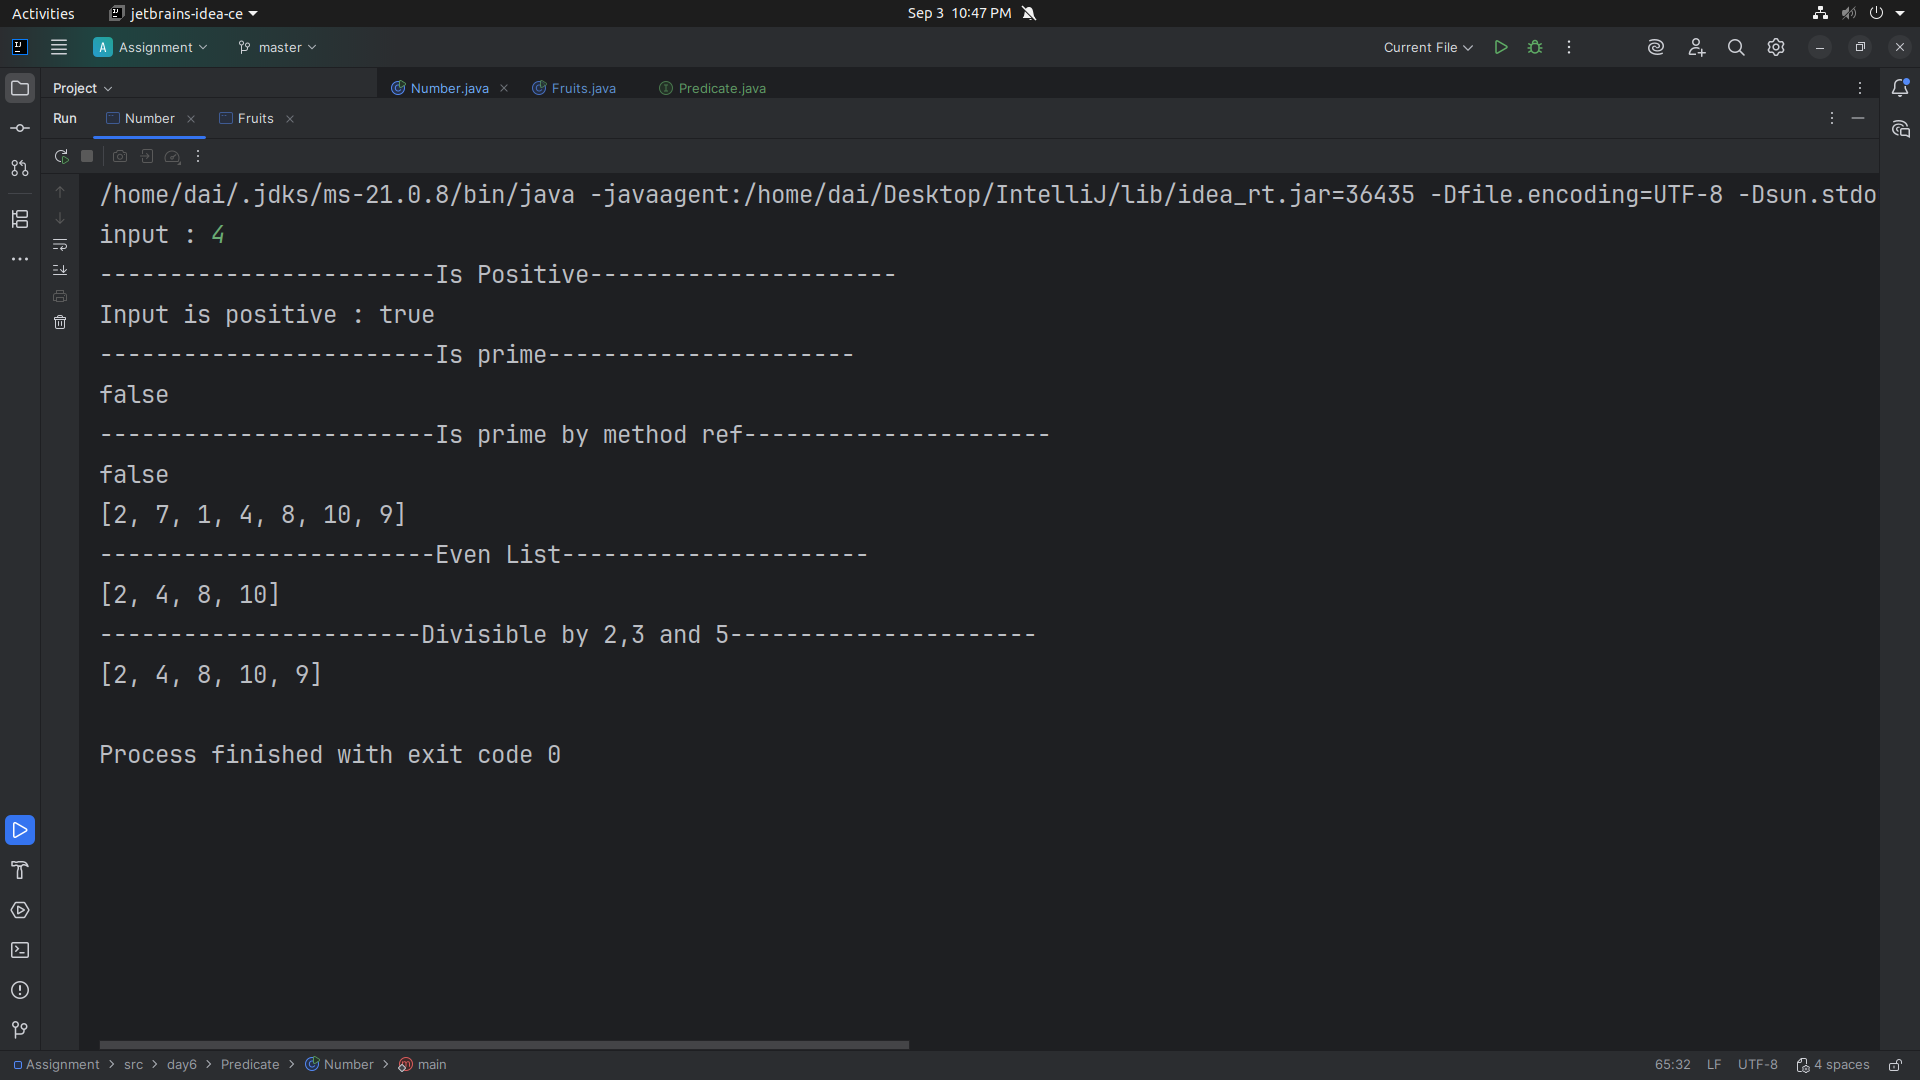 Activities jetbrains-idea-ce Sep 3 10:47 PM
A Assignment master Current File
Project Number.java Fruits.java Predicate.java
Run Number Fruits
/home/dai/.jdks/ms-21.0.8/bin/java -javaagent:/home/dai/Desktop/IntelliJ/lib/idea_rt.jar=36435 -Dfile.encoding=UTF-8 -Dsun.stdo
input : 4
------------------------Is Positive----------------------
Input is positive : true
------------------------Is prime----------------------
false
------------------------Is prime by method ref----------------------
false
[2, 7, 1, 4, 8, 10, 9]
------------------------Even List----------------------
[2, 4, 8, 10]
-----------------------Divisible by 2,3 and 5----------------------
[2, 4, 8, 10, 9]
Process finished with exit code 0
Assignment > src > day6 > Predicate > Number > main 65:32 LF UTF-8 4 spaces